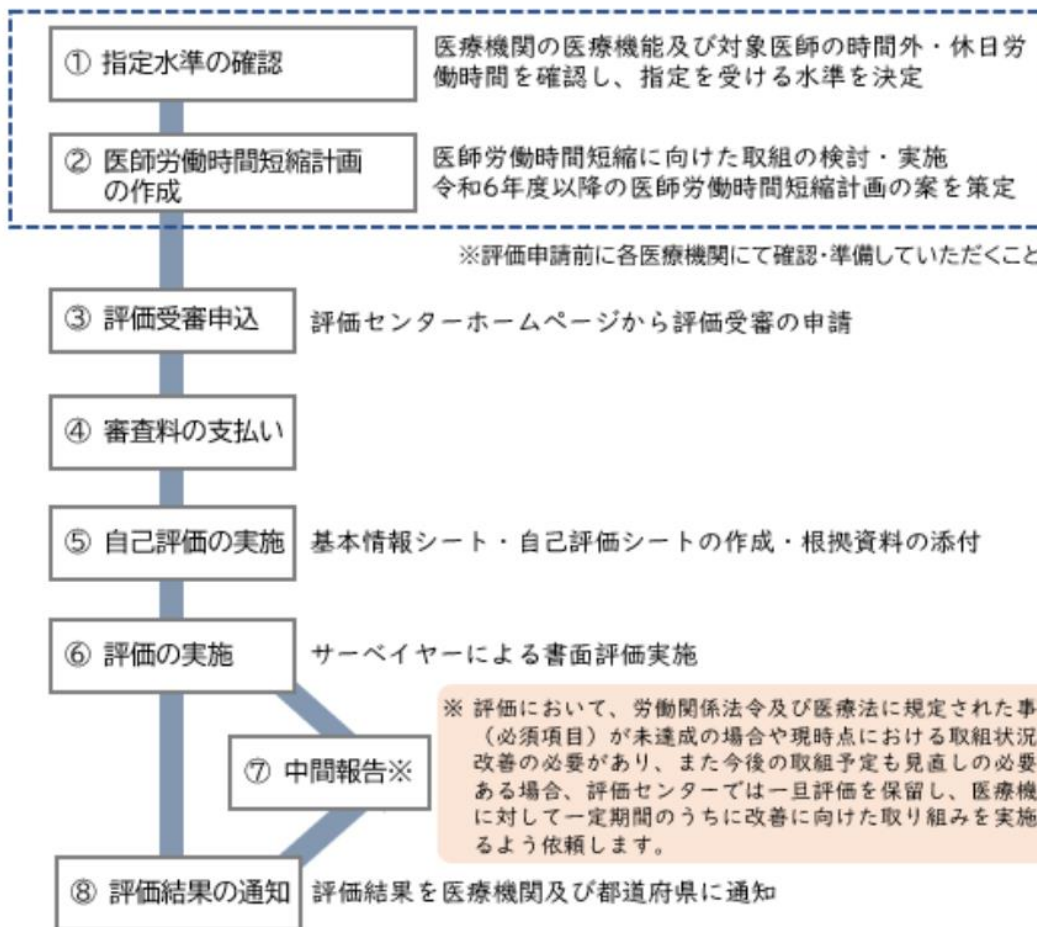 ① 指定水準の確認
医療機関の医療機能及び対象医師の時間外・休日労
働時間を確認し、指定を受ける水準を決定
② 医師労働時間短縮計画
の作成
医師労働時間短縮に向けた取組の検討・実施
令和6年度以降の医師労働時間短縮計画の案を策定
※評価申請前に各医療機関にて確認・準備していただくこと
③ 評価受審申込
評価センターホームページから評価受審の申請
④ 審査料の支払い
⑤ 自己評価の実施
基本情報シート・自己評価シートの作成・根拠資料の添付
⑥ 評価の実施
サーベイヤーによる書面評価実施
⑦ 中間報告※
※ 評価において、労働関係法令及び医療法に規定された事
（必須項目）が未達成の場合や現時点における取組状況
改善の必要があり、また今後の取組予定も見直しの必要
ある場合、評価センターでは一旦評価を保留し、医療機
に対して一定期間のうちに改善に向けた取り組みを実施
るよう依頼します。
⑧ 評価結果の通知
評価結果を医療機関及び都道府県に通知